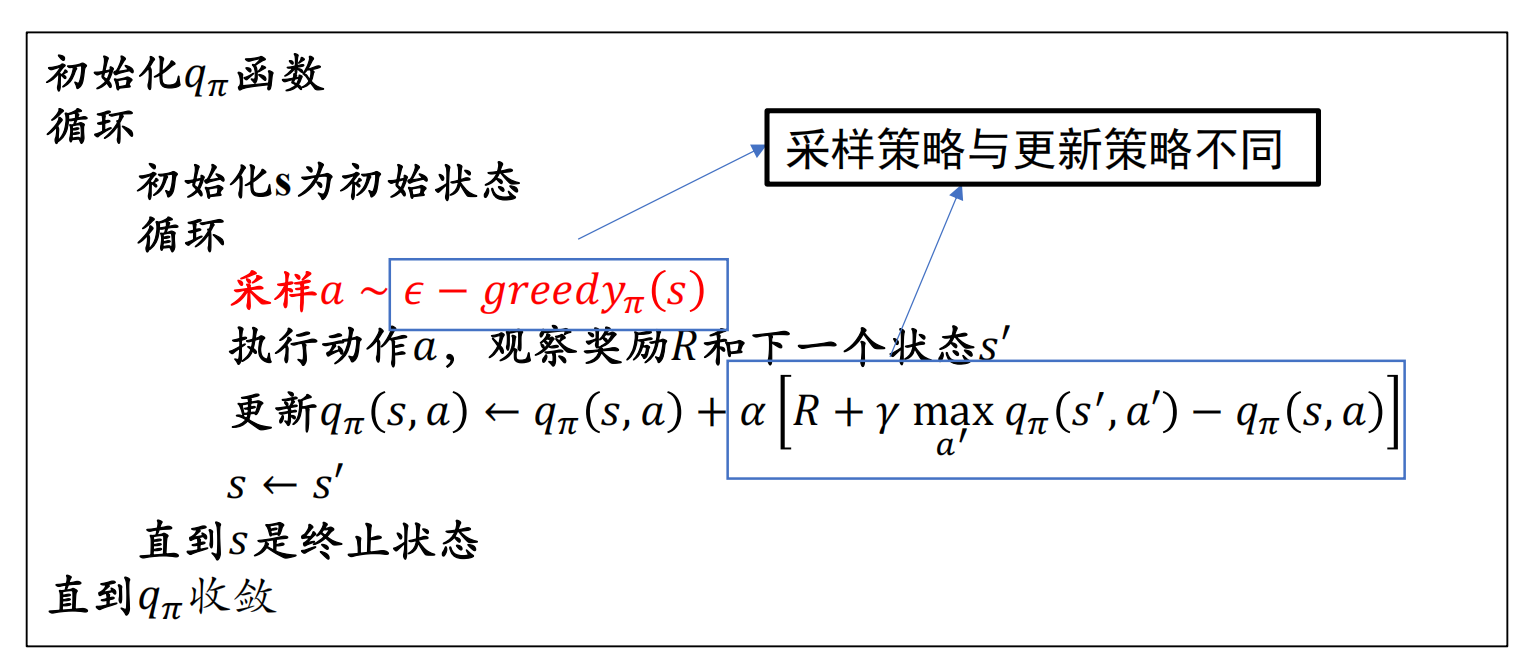 初始化$q_\pi$函数
循环
采样策略与更新策略不同
初始化s为初始状态
循环
采样$a \sim \epsilon - greedy_\pi(s)$
执行动作$a$，观察奖励$R$和下一个状态$s'$
更新$q_\pi(s,a) \leftarrow q_\pi(s,a) + \alpha \left[ R + \gamma \max_{a'} q_\pi(s',a') - q_\pi(s,a) \right]$
$s \leftarrow s'$
直到$s$是终止状态
直到$q_\pi$收敛